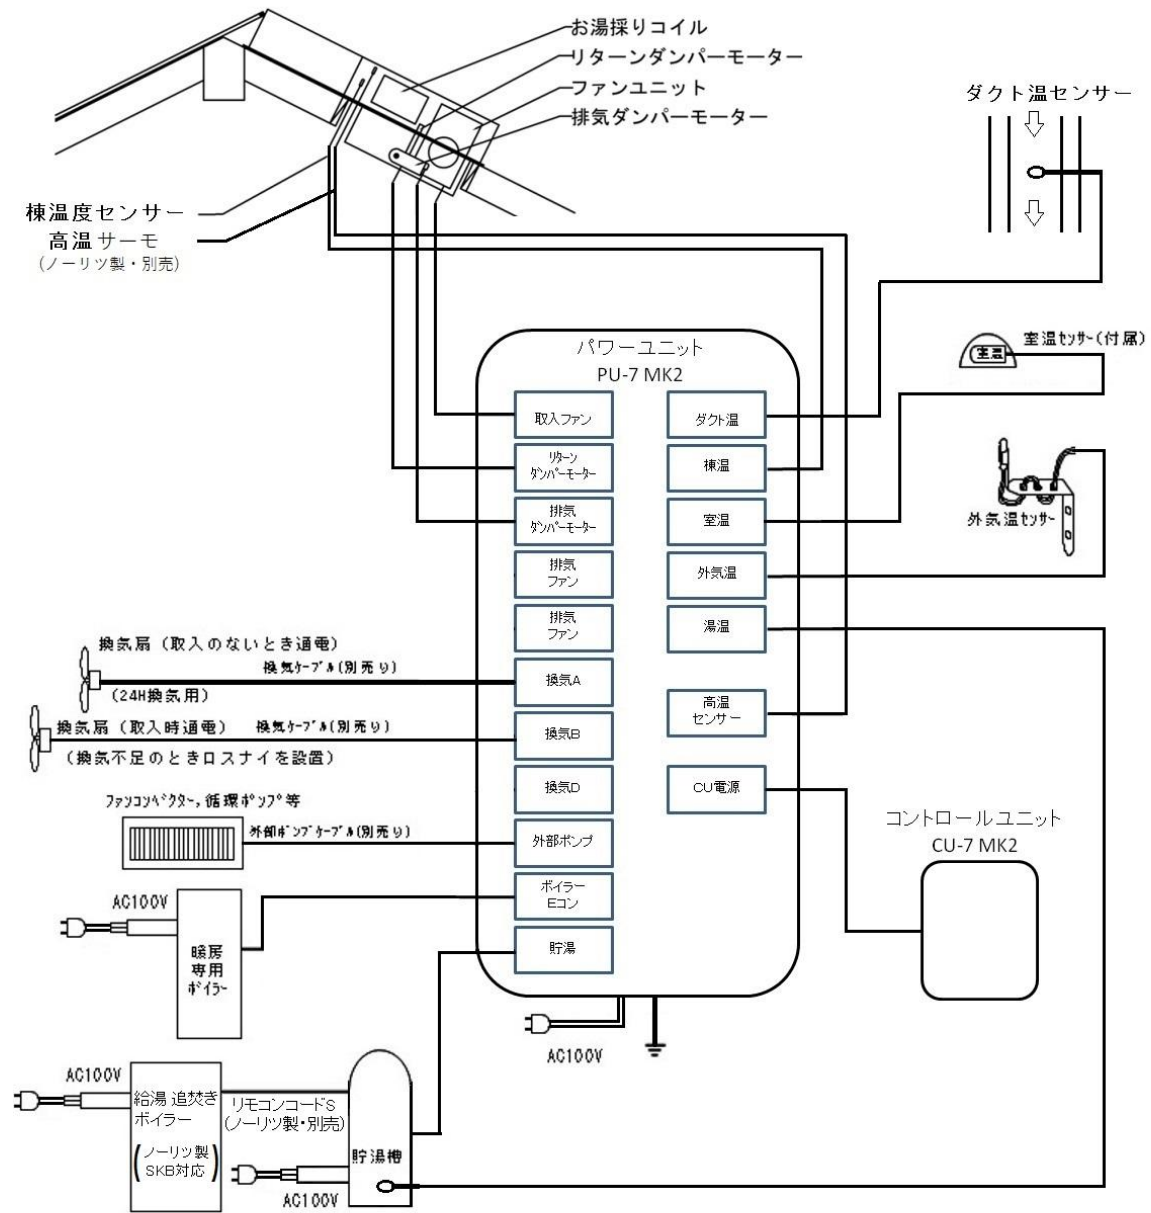 お湯採りコイル
リターンダンパーモーター
ファンユニット
排気ダンパーモーター
ダクト温センサー
棟温度センサー
高温サーモ
(ノーリツ製・別売)
室温センサー(付属)
室温
外気温センサー
パワーユニット
PU-7 MK2
取入ファン
リターン
ダンパーモーター
排気
ダンパーモーター
排気
ファン
排気
ファン
換気A
換気B
換気D
外部ポンプ
ボイラー
Eコン
貯湯
ダクト温
棟温
室温
外気温
湯温
高温
センサー
CU電源
換気扇（取入のないとき通電）
換気ケーブル(別売り)
(24H換気用)
換気扇（取入時通電）　換気ケーブル(別売り)
(換気不足のときロスナイを設置)
ファンコンベクター,循環ポンプ等
外部ポンプケーブル(別売り)
AC100V
暖房
専用
ボイラー
コントロールユニット
CU-7 MK2
AC100V
AC100V
給湯 追焚き
ボイラー
(ノーリツ製
SKB対応)
リモコンコードS
(ノーリツ製・別売)
貯湯槽
AC100V